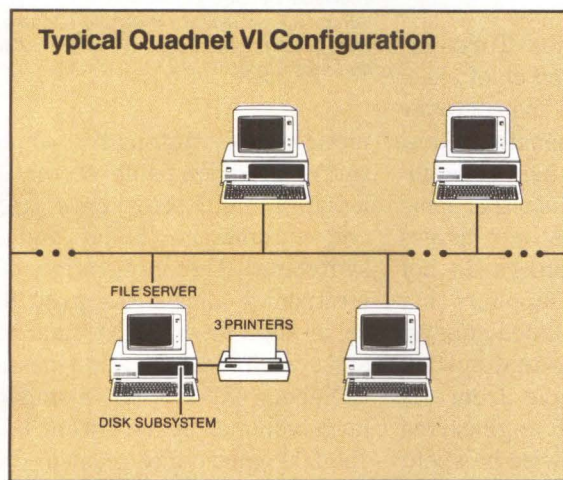 Typical Quadnet VI Configuration
FILE SERVER
3 PRINTERS
DISK SUBSYSTEM